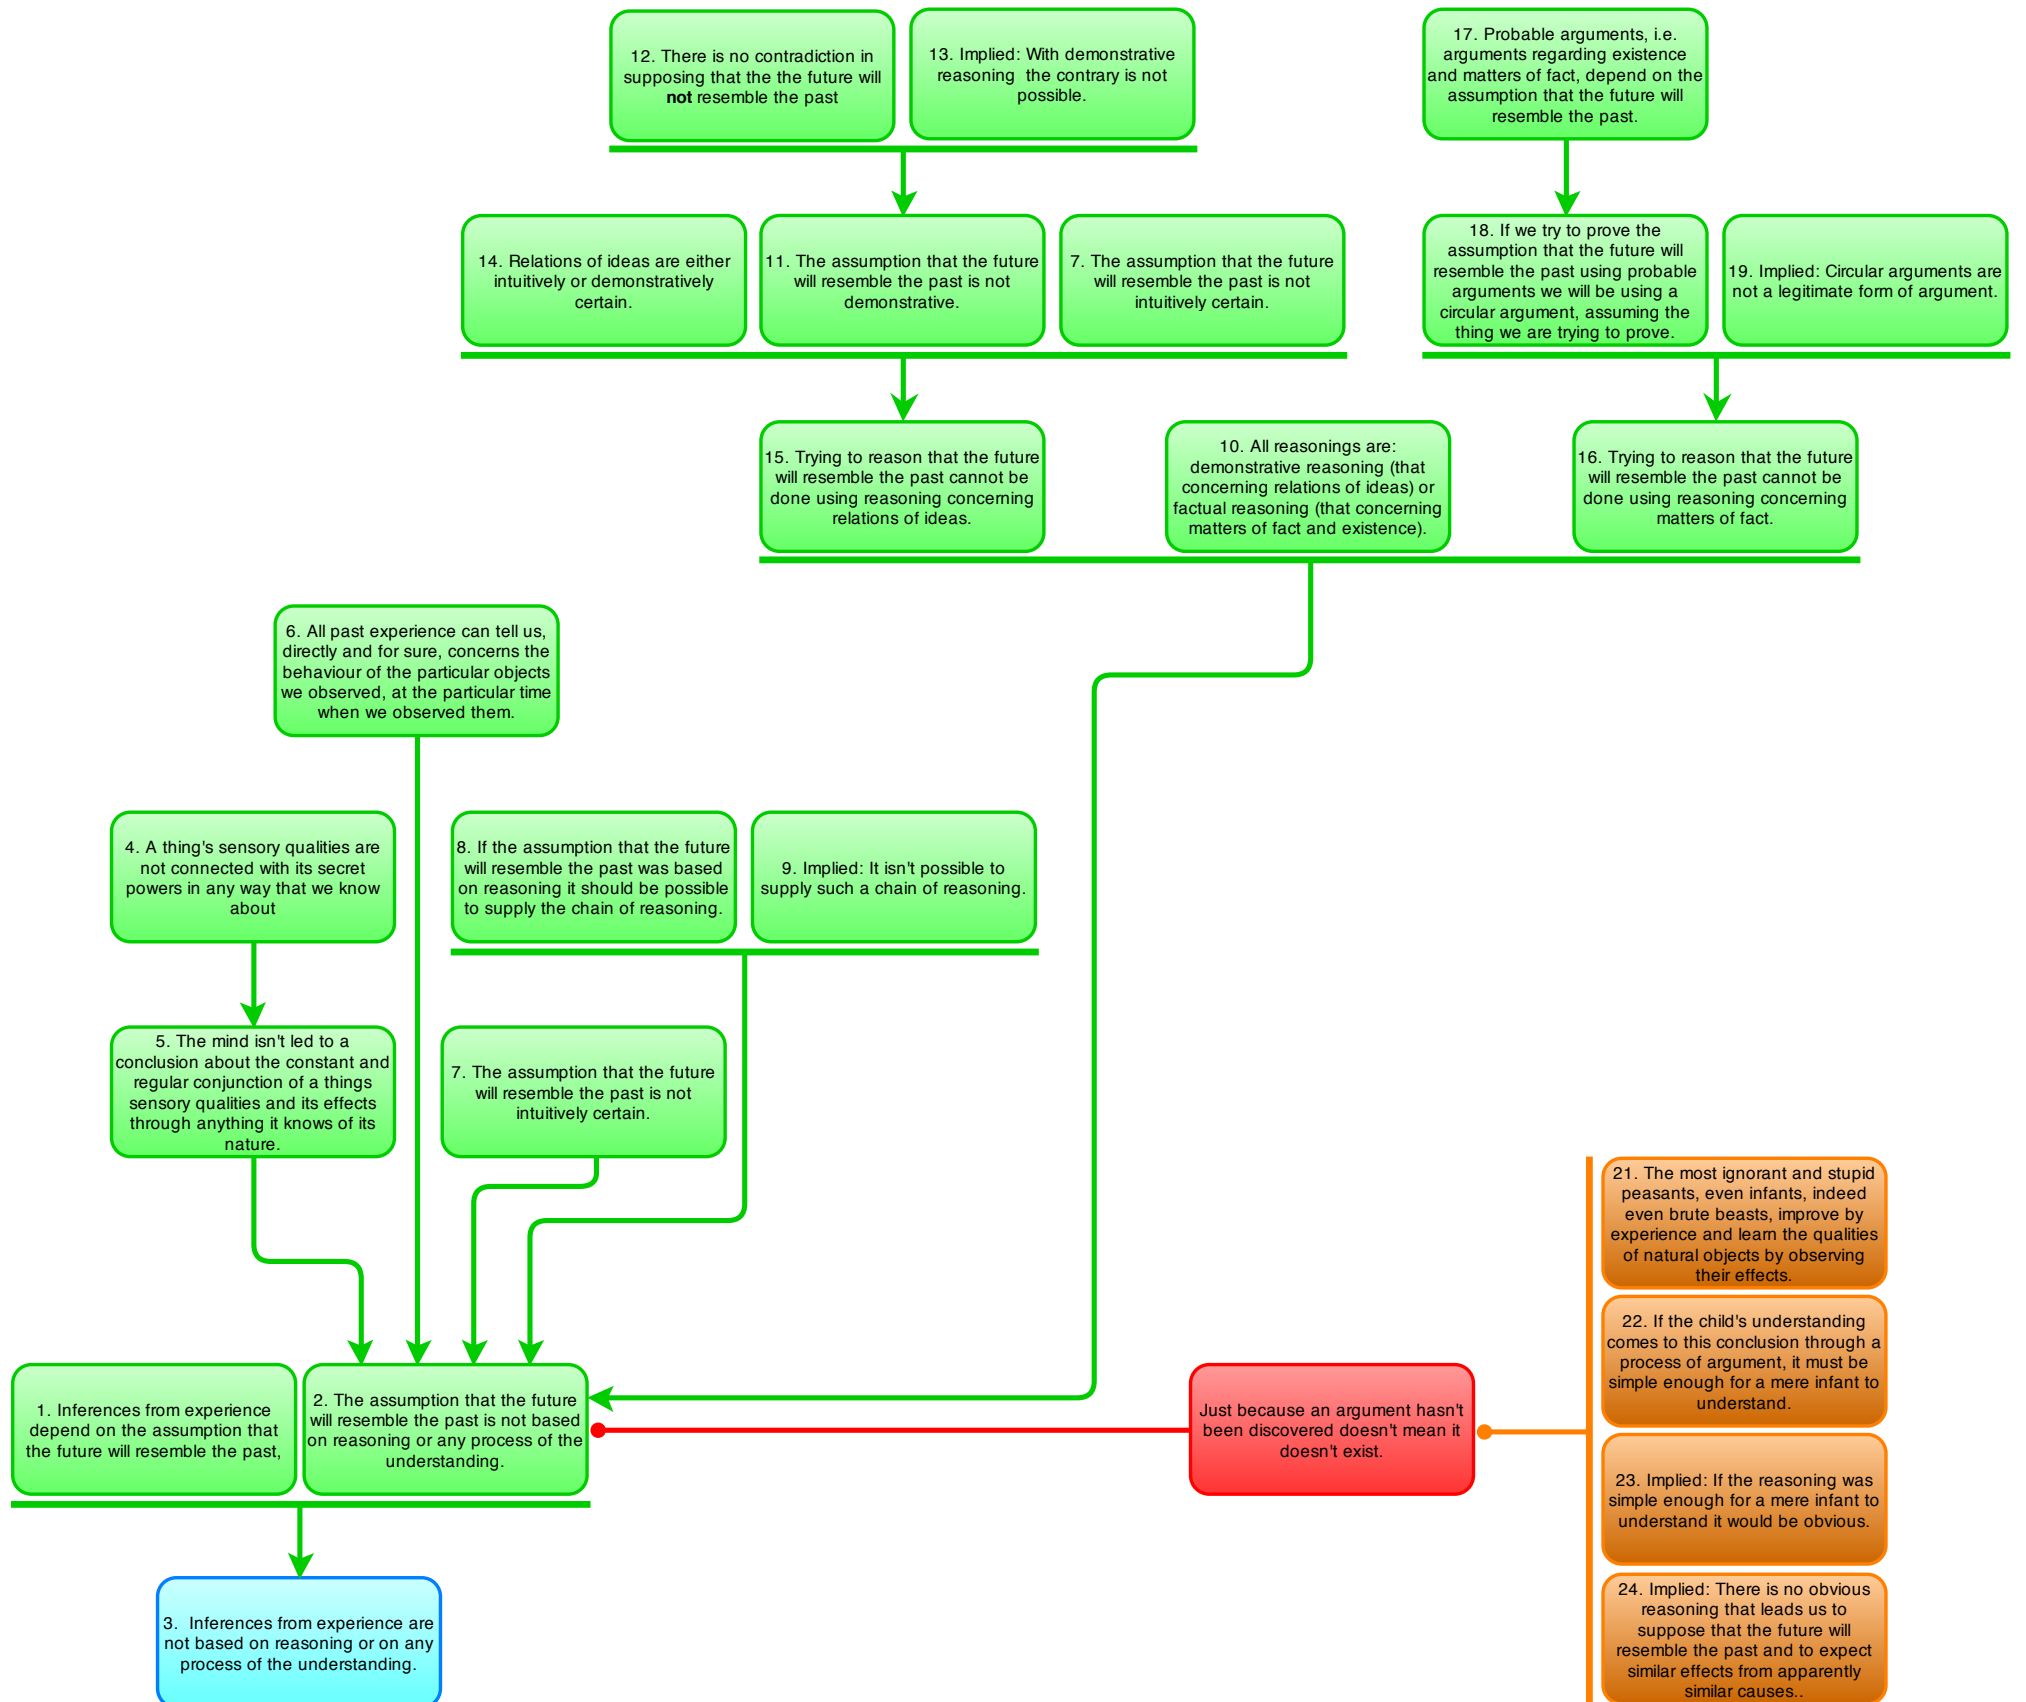 12. There is no contradiction in
supposing that the the future will
not resemble the past
13. Implied: With demonstrative
reasoning  the contrary is not
possible.
17. Probable arguments, i.e.
arguments regarding existence
and matters of fact, depend on the
assumption that the future will
resemble the past.
14. Relations of ideas are either
intuitively or demonstratively
certain.
11. The assumption that the future
will resemble the past is not
demonstrative.
7. The assumption that the future
will resemble the past is not
intuitively certain.
18. If we try to prove the
assumption that the future will
resemble the past using probable
arguments we will be using a
circular argument, assuming the
thing we are trying to prove.
19. Implied: Circular arguments are
not a legitimate form of argument.
15. Trying to reason that the future
will resemble the past cannot be
done using reasoning concerning
relations of ideas.
10. All reasonings are:
demonstrative reasoning (that
concerning relations of ideas) or
factual reasoning (that concerning
matters of fact and existence).
16. Trying to reason that the future
will resemble the past cannot be
done using reasoning concerning
matters of fact.
6. All past experience can tell us,
directly and for sure, concerns the
behaviour of the particular objects
we observed, at the particular time
when we observed them.
4. A thing's sensory qualities are
not connected with its secret
powers in any way that we know
about
8. If the assumption that the future
will resemble the past was based
on reasoning it should be possible
to supply the chain of reasoning.
9. Implied: It isn't possible to
supply such a chain of reasoning.
5. The mind isn't led to a
conclusion about the constant and
regular conjunction of a things
sensory qualities and its effects
through anything it knows of its
nature.
7. The assumption that the future
will resemble the past is not
intuitively certain.
21. The most ignorant and stupid
peasants, even infants, indeed
even brute beasts, improve by
experience and learn the qualities
of natural objects by observing
their effects.
22. If the child's understanding
comes to this conclusion through a
process of argument, it must be
simple enough for a mere infant to
understand.
1. Inferences from experience
depend on the assumption that
the future will resemble the past,
2. The assumption that the future
will resemble the past is not based
on reasoning or any process of the
understanding.
Just because an argument hasn't
been discovered doesn't mean it
doesn't exist.
23. Implied: If the reasoning was
simple enough for a mere infant to
understand it would be obvious.
3.  Inferences from experience are
not based on reasoning or on any
process of the understanding.
24. Implied: There is no obvious
reasoning that leads us to
suppose that the future will
resemble the past and to expect
similar effects from apparently
similar causes..